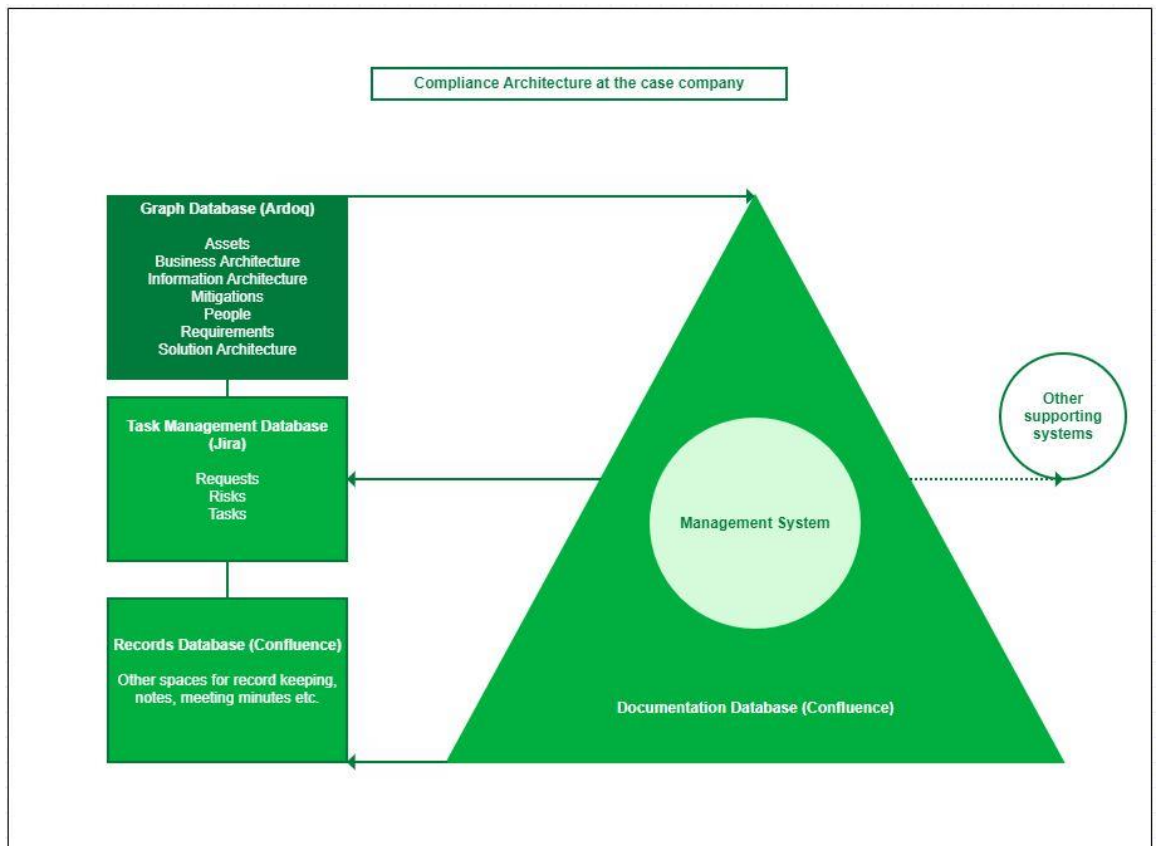 Compliance Architecture at the case company
Graph Database (Ardoq)
Assets
Business Architecture
Information Architecture
Mitigations
People
Requirements
Solution Architecture
Task Management Database
(Jira)
Requests
Risks
Tasks
Records Database (Confluence)
Other spaces for record keeping,
notes, meeting minutes etc.
Management System
Documentation Database (Confluence)
Other
supporting
systems